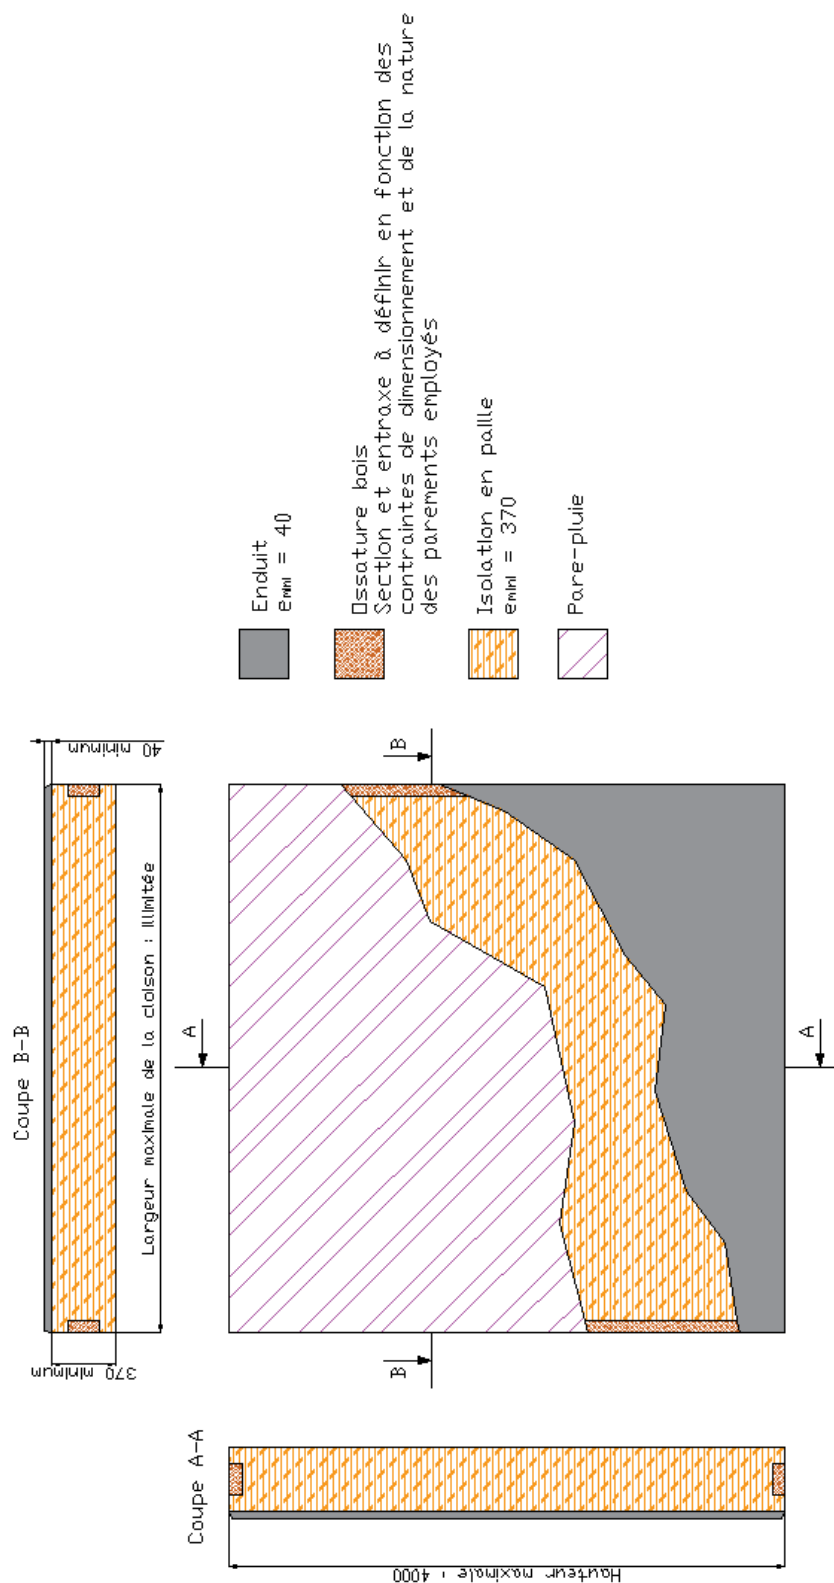 Coupe A-A
Hauteur maximale : 4000
Coupe B-B
370 minimum
40 minimum
Largeur maximale de la cloison : Illimitée
A
A
B
B
Enduit
emini = 40
Ossature bois
Section et entraxe à définir en fonction des
contraintes de dimensionnement et de la nature
des parements employés
Isolation en paille
emini = 370
Pare-pluie